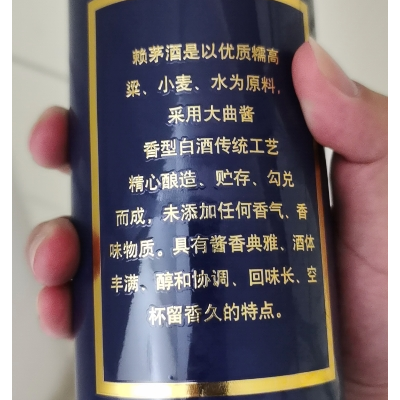 赖茅酒是以优质糯高
粱、小麦、水为原料,
采用大曲酱
香型白酒传统工艺
精心酿造、贮存、勾兑
而成，未添加任何香气、香
味物质。具有酱香典雅、酒体
丰满、醇和协调、回味长、空
杯留香久的特点。